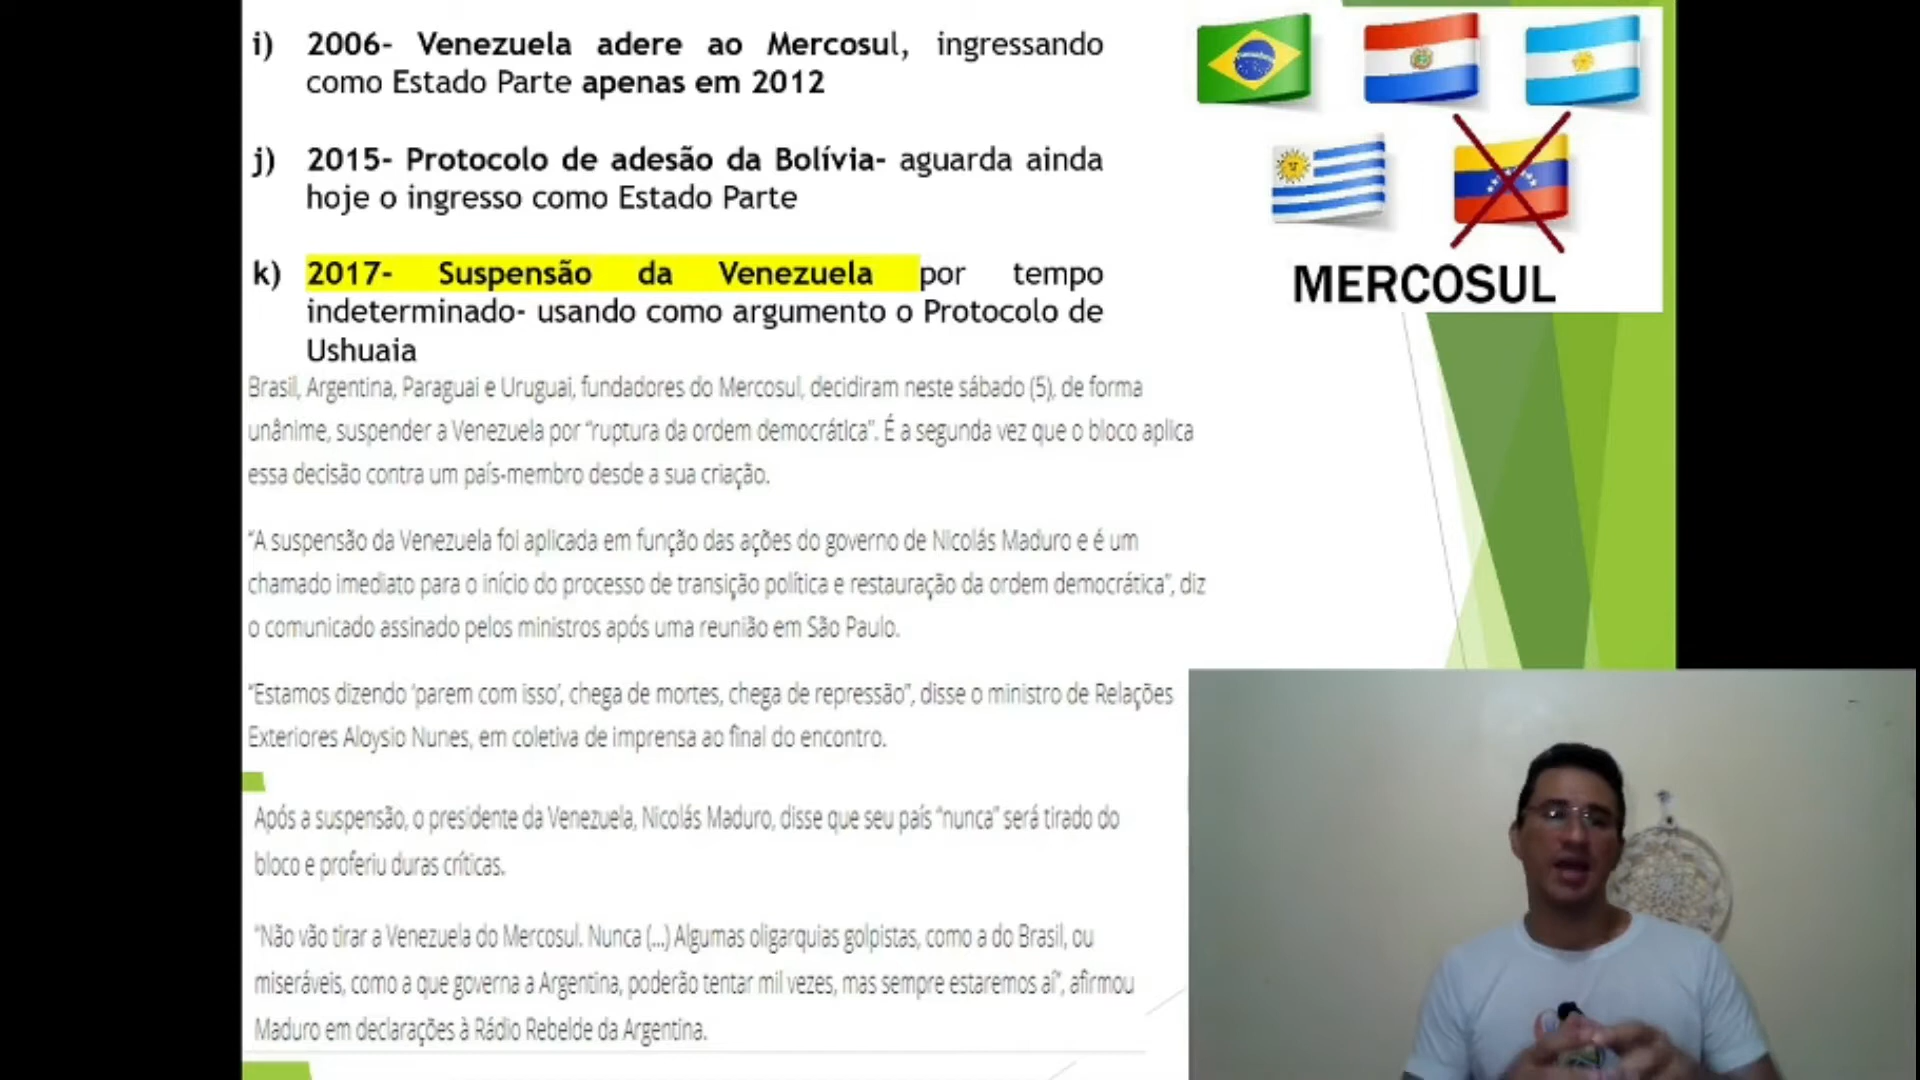 i) 2006- Venezuela adere ao Mercosul, ingressando
como Estado Parte apenas em 2012
j) 2015- Protocolo de adesão da Bolívia- aguarda ainda
hoje o ingresso como Estado Parte
k) 2017- Suspensão da Venezuela por tempo
indeterminado- usando como argumento o Protocolo de
Ushuaia
MERCOSUL
Brasil, Argentina, Paraguai e Uruguai, fundadores do Mercosul, decidiram neste sábado (5), de forma
unânime, suspender a Venezuela por “ruptura da ordem democrática”. É a segunda vez que o bloco aplica
essa decisão contra um país-membro desde a sua criação.
“A suspensão da Venezuela foi aplicada em função das ações do governo de Nicolás Maduro e é um
chamado imediato para o início do processo de transição política e restauração da ordem democrática”, diz
o comunicado assinado pelos ministros após uma reunião em São Paulo.
“Estamos dizendo ‘parem com isso’, chega de mortes, chega de repressão”, disse o ministro de Relações
Exteriores Aloysio Nunes, em coletiva de imprensa ao final do encontro.
Após a suspensão, o presidente da Venezuela, Nicolás Maduro, disse que seu país “nunca” será tirado do
bloco e proferiu duras críticas.
“Não vão tirar a Venezuela do Mercosul. Nunca (...) Algumas oligarquias golpistas, como a do Brasil, ou
miseráveis, como a que governa a Argentina, poderão tentar mil vezes, mas sempre estaremos aí”, afirmou
Maduro em declarações à Rádio Rebelde da Argentina.